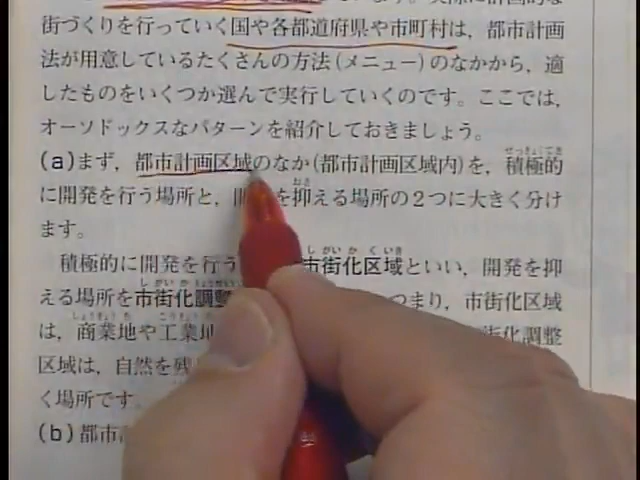 街づくりを行っていく国や各都道府県や市町村は，都市計画
法が用意しているたくさんの方法(メニュー)のなかから，適
したものをいくつか選んで実行していくのです。ここでは，
オーソドックスなパターンを紹介しておきましょう。
(a)まず，都市計画区域のなか(都市計画区域内)を，積極的
に開発を行う場所と，を抑える場所の2つに大きく分け
ます。
積極的に開発を行う市街化区域といい，開発を抑
える場所を市街化調整つまり，市街化区域
は，商業地や工業地街化調整
区域は，自然を残
く場所です。
(b)都市